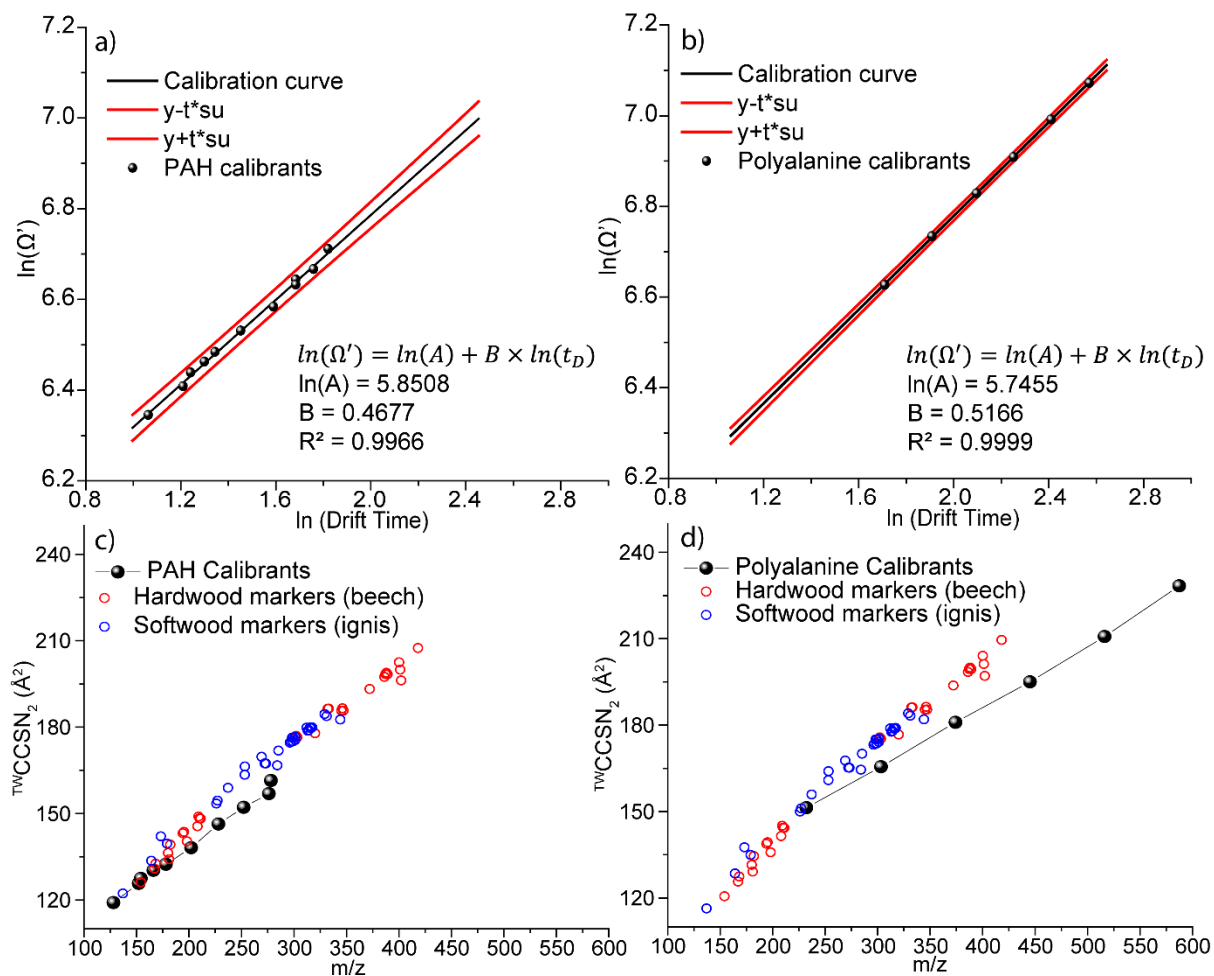 a)
Calibration curve
y-t*su
y+t*su
PAH calibrants
ln(Ω')
7.2
7.0
6.8
6.6
6.4
6.2
ln(Ω′) = ln(A) + B × ln(t_D)
ln(A) = 5.8508
B = 0.4677
R² = 0.9966
0.8 1.2 1.6 2.0 2.4 2.8
ln (Drift Time)
b)
Calibration curve
y-t*su
y+t*su
Polyalanine calibrants
ln(Ω')
7.2
7.0
6.8
6.6
6.4
6.2
ln(Ω′) = ln(A) + B × ln(t_D)
ln(A) = 5.7455
B = 0.5166
R² = 0.9999
0.8 1.2 1.6 2.0 2.4 2.8
ln (Drift Time)
c)
PAH Calibrants
Hardwood markers (beech)
Softwood markers (ignis)
TWCCSN₂ (Å²)
240
210
180
150
120
100 150 200 250 300 350 400 450 500 550 600
m/z
d)
Polyalanine Calibrants
Hardwood markers (beech)
Softwood markers (ignis)
TWCCSN₂ (Å²)
240
210
180
150
120
100 150 200 250 300 350 400 450 500 550 600
m/z